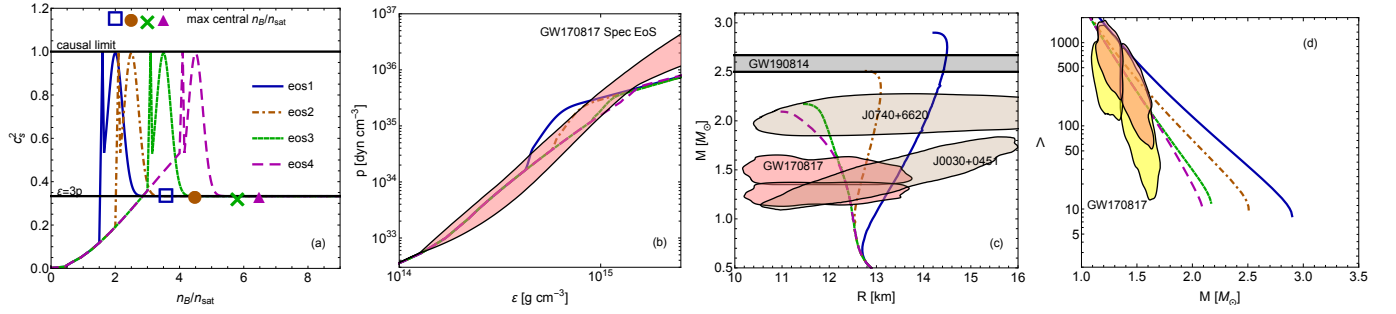 max central n_B/n_sat
causal limit
eos1
eos2
eos3
eos4
ε=3p
(a)
1.2
1.0
0.8
0.6
0.4
0.2
0.0
0 2 4 6 8
c_s^2
n_B/n_sat
GW170817 Spec EoS
(b)
10^37
10^36
10^35
10^34
10^33
10^14 10^15
p [dyn cm^-3]
ε [g cm^-3]
GW190814
J0740+6620
J0030+0451
GW170817
(c)
3.0
2.5
2.0
1.5
1.0
0.5
10 11 12 13 14 15 16
M [M_⊙]
R [km]
(d)
GW170817
1000
500
100
50
10
5
2
1.0 1.5 2.0 2.5 3.0 3.5
Λ
M [M_⊙]